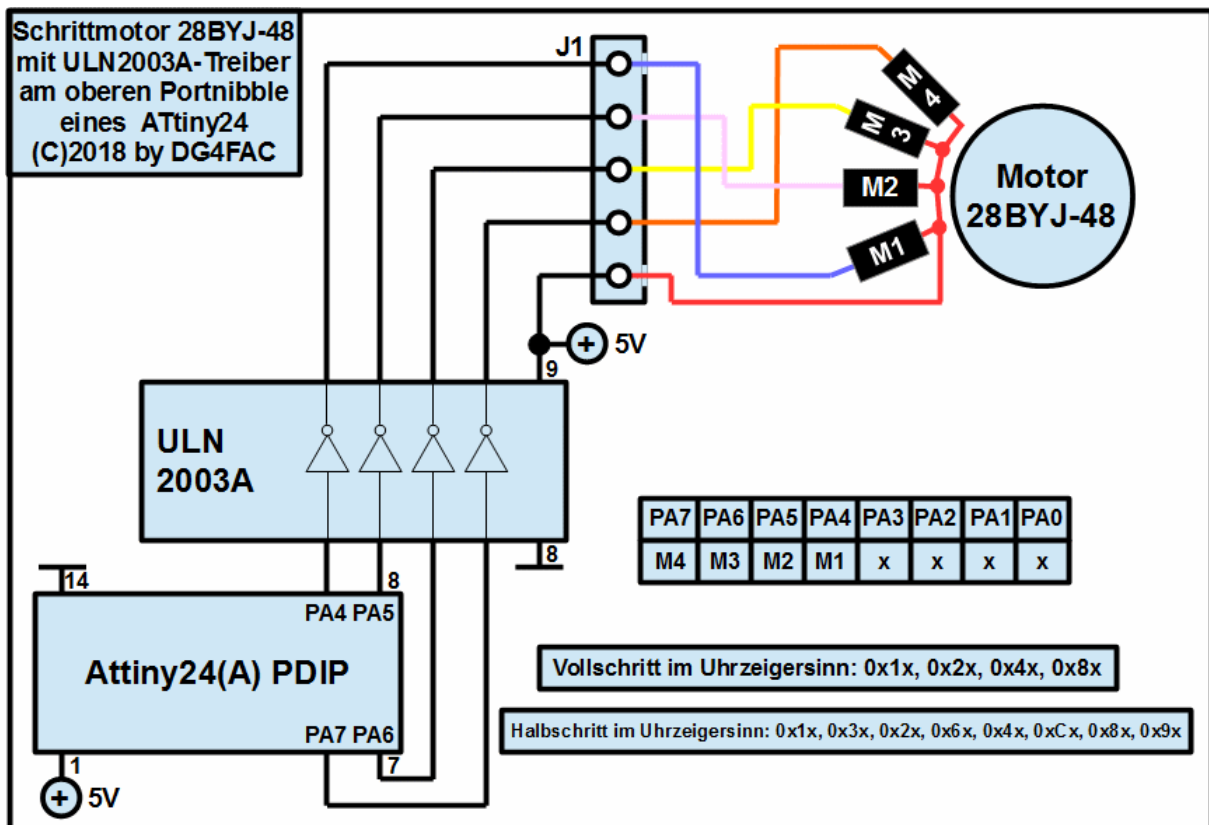 Schrittmotor 28BYJ-48
mit ULN2003A-Treiber
am oberen Portnibble
eines ATtiny24
(C)2018 by DG4FAC
J1
M 4
M 3
M2
M1
Motor
28BYJ-48
+ 5V
9
ULN
2003A
8
PA7 PA6 PA5 PA4 PA3 PA2 PA1 PA0
M4 M3 M2 M1 x x x x
14
8
PA4 PA5
Attiny24(A) PDIP
PA7 PA6
1
7
+ 5V
Vollschritt im Uhrzeigersinn: 0x1x, 0x2x, 0x4x, 0x8x
Halbschritt im Uhrzeigersinn: 0x1x, 0x3x, 0x2x, 0x6x, 0x4x, 0xCx, 0x8x, 0x9x